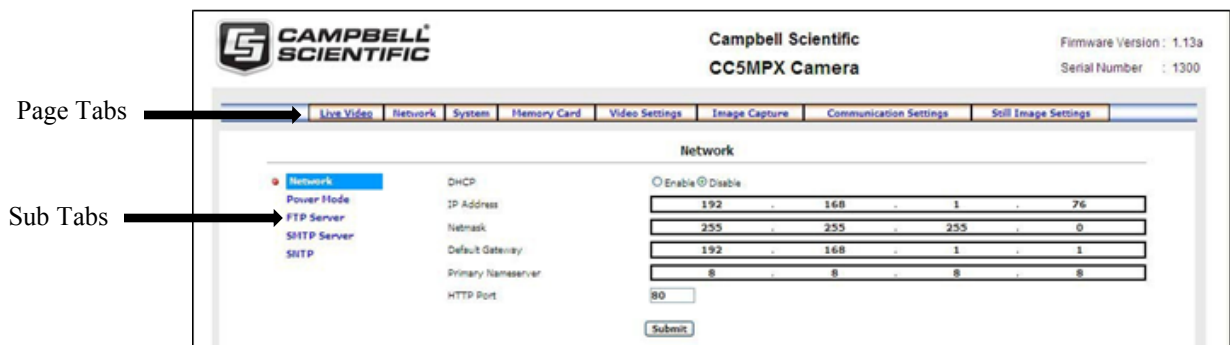 CAMPBELL
SCIENTIFIC
Campbell Scientific
CC5MPX Camera
Firmware Version : 1.13a
Serial Number : 1300
Page Tabs
Live Video Network System Memory Card Video Settings Image Capture Communication Settings Still Image Settings
Network
Sub Tabs
Network
Power Mode
FTP Server
SMTP Server
SNTP
DHCP Enable Disable
IP Address 192 . 168 . 1 . 76
Netmask 255 . 255 . 255 . 0
Default Gateway 192 . 168 . 1 . 1
Primary Nameserver 8 . 8 . 8 . 8
HTTP Port 80
Submit